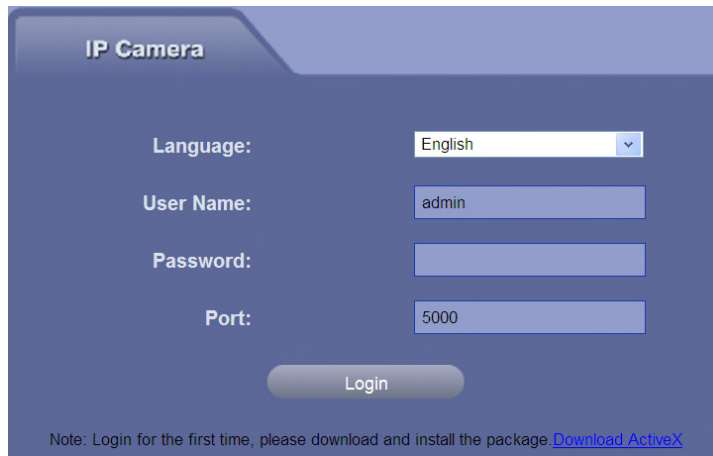 IP Camera
Language: English
User Name: admin
Password:
Port: 5000
Login
Note: Login for the first time, please download and install the package.Download ActiveX